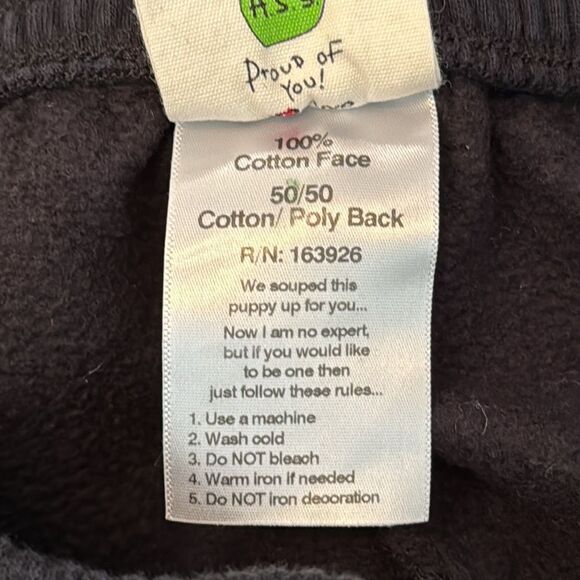 Proud of
You!
100%
Cotton Face
50/50
Cotton/ Poly Back
R/N: 163926
We souped this
puppy up for you...
Now I am no expert,
but if you would like
to be one then
just follow these rules...
1. Use a machine
2. Wash cold
3. Do NOT bleach
4. Warm iron if needed
5. Do NOT iron decoration